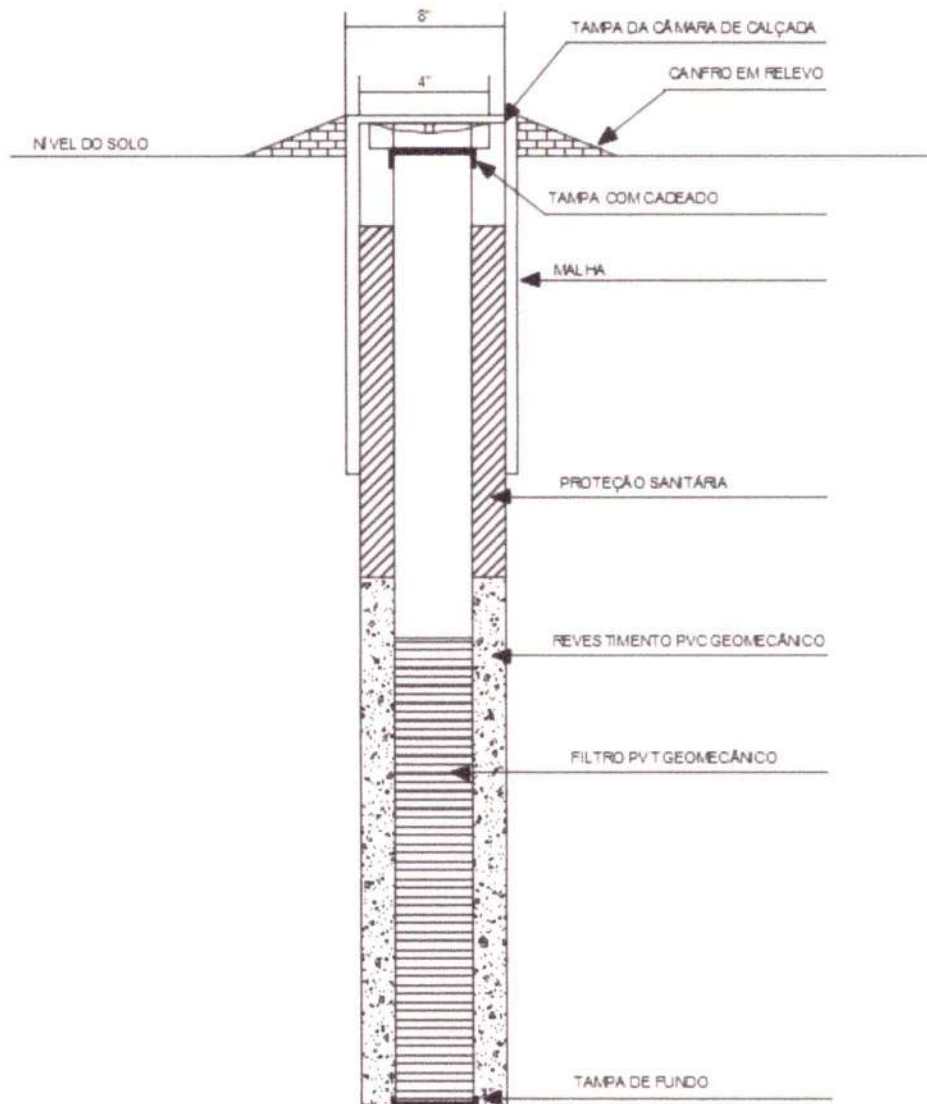 8"
TAMPA DA CÂMARA DE CALÇADA
CANFRO EM RELEVO
4"
NÍVEL DO SOLO
TAMPA COM CADEADO
MALHA
PROTEÇÃO SANITÁRIA
REVESTIMENTO PVC GEOMECÂNICO
FILTRO PVT GEOMECÂNICO
TAMPA DE FUNDO